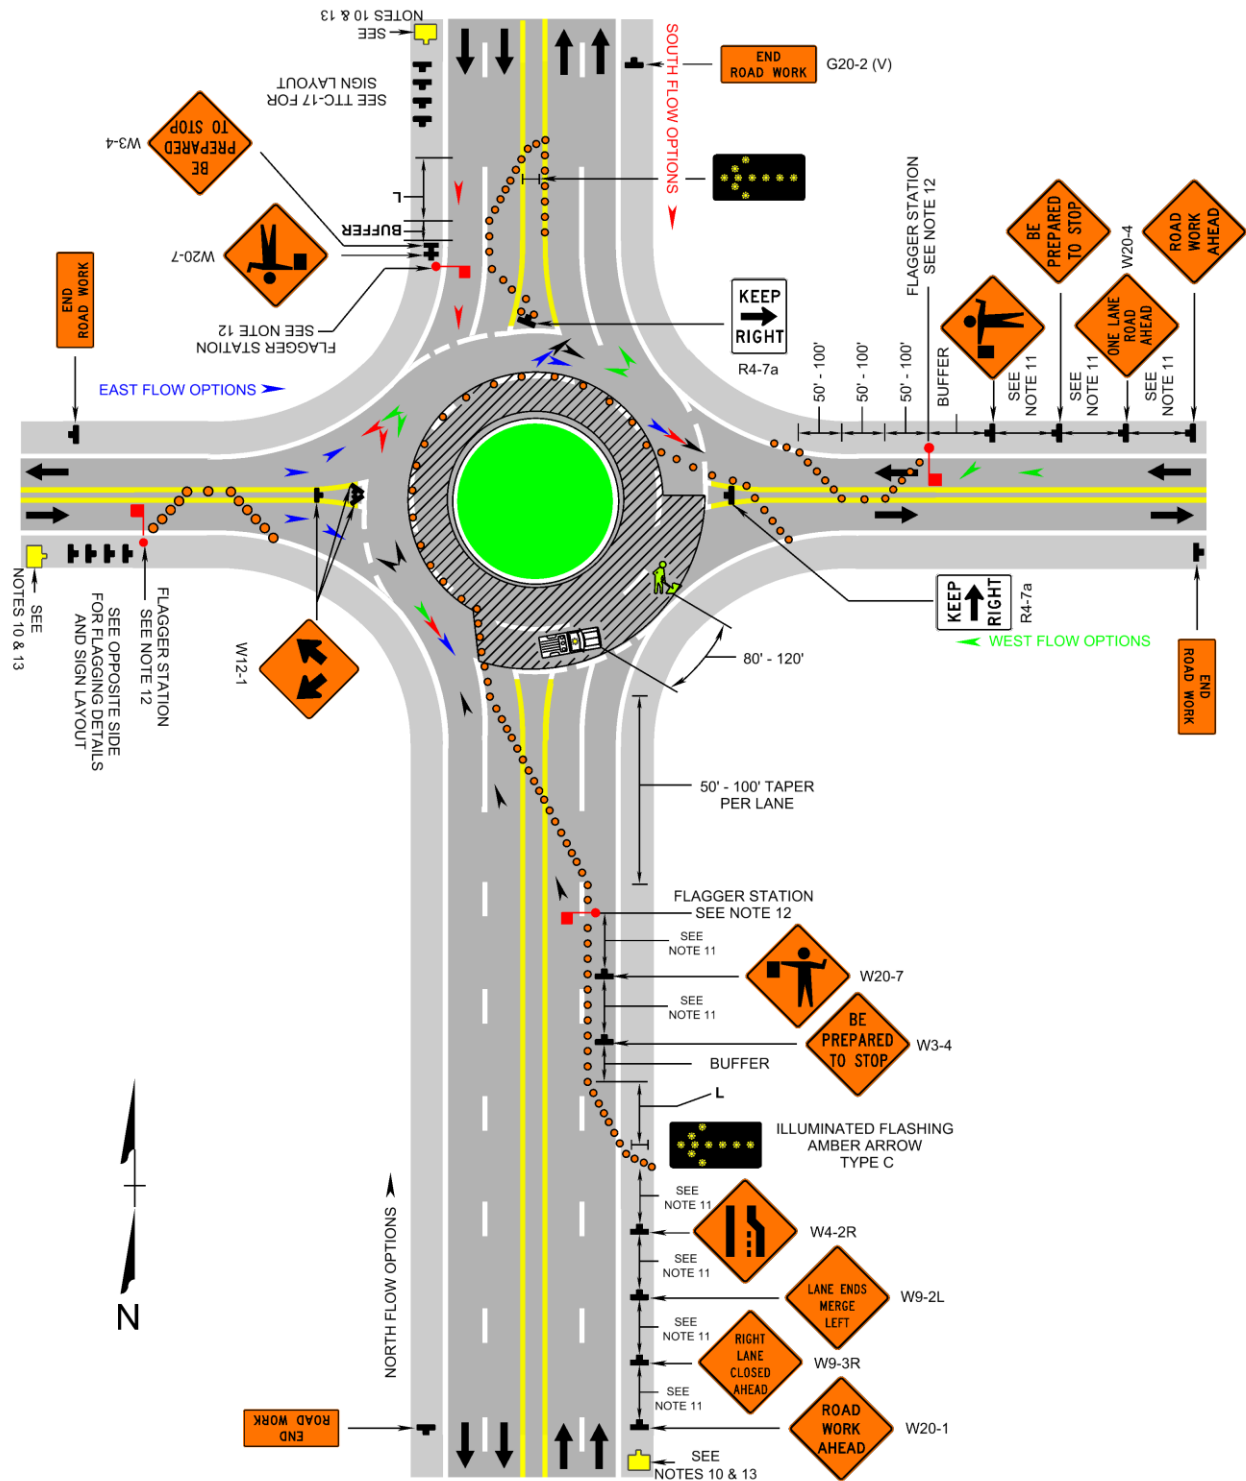 SEE
NOTES 10 & 13
SEE TTC-17 FOR
SIGN LAYOUT
BE
PREPARED
TO STOP
W3-4
L
BUFFER
W20-7
FLAGGER STATION
SEE NOTE 12
SOUTH FLOW OPTIONS
END
ROAD WORK
G20-2 (V)
KEEP
RIGHT
R4-7a
FLAGGER STATION
SEE NOTE 12
BUFFER
50' - 100'
50' - 100'
50' - 100'
SEE
NOTE 11
SEE
NOTE 11
SEE
NOTE 11
BE
PREPARED
TO STOP
W20-4
ONE LANE
ROAD
AHEAD
ROAD
WORK
AHEAD
END
ROAD WORK
EAST FLOW OPTIONS
SEE
NOTES 10 & 13
SEE OPPOSITE SIDE
FOR FLAGGING DETAILS
AND SIGN LAYOUT
FLAGGER STATION
SEE NOTE 12
W12-1
KEEP
RIGHT
R4-7a
WEST FLOW OPTIONS
END
ROAD WORK
80' - 120'
50' - 100' TAPER
PER LANE
FLAGGER STATION
SEE NOTE 12
SEE
NOTE 11
W20-7
SEE
NOTE 11
BE
PREPARED
TO STOP
W3-4
BUFFER
L
ILLUMINATED FLASHING
AMBER ARROW
TYPE C
SEE
NOTE 11
W4-2R
SEE
NOTE 11
LANE ENDS
MERGE
LEFT
W9-2L
SEE
NOTE 11
RIGHT
LANE
CLOSED
AHEAD
W9-3R
SEE
NOTE 11
ROAD
WORK
AHEAD
W20-1
SEE
NOTES 10 & 13
NORTH FLOW OPTIONS
END
ROAD WORK
N